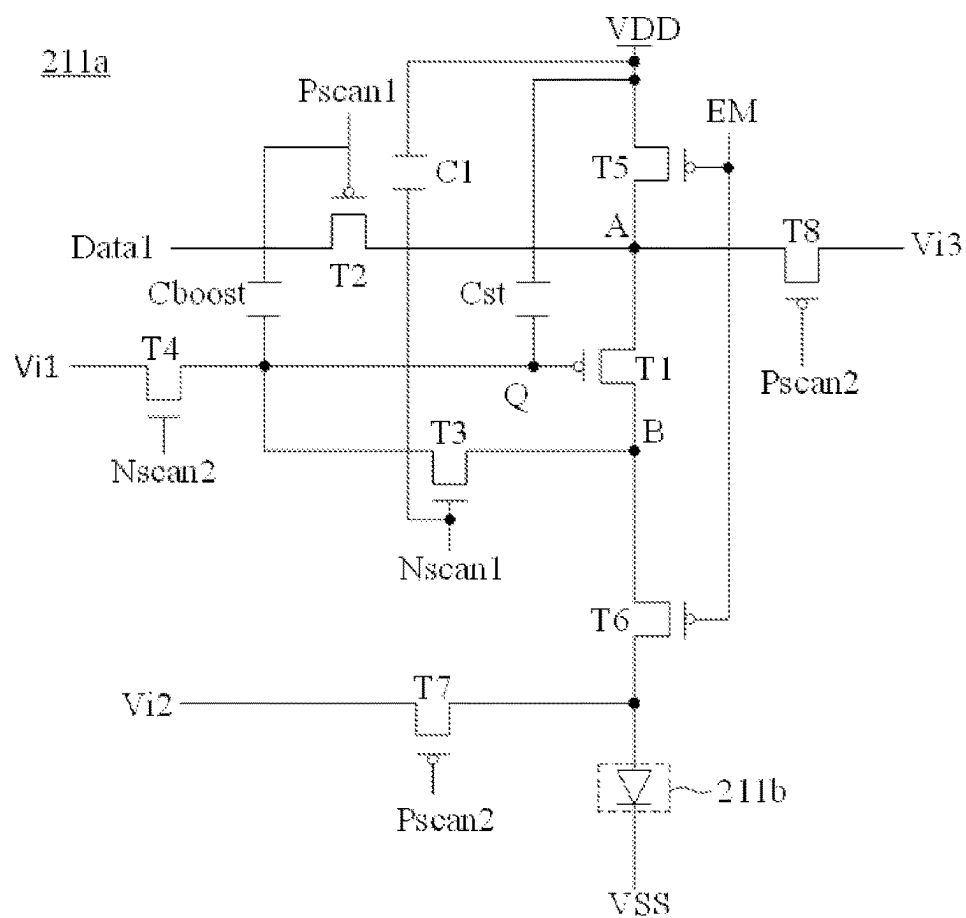 211a
VDD
Pscan1
EM
C1
T5
A
T8
Data1
T2
Vi3
Cboost
Cst
Vi1
T4
T1
Q
Pscan2
T3
B
Nscan2
Nscan1
T6
Vi2
T7
Pscan2
211b
VSS